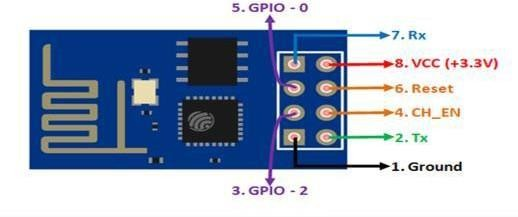 5. GPIO - 0
7. Rx
8. VCC (+3.3V)
6. Reset
4. CH_EN
2. Tx
1. Ground
3. GPIO - 2